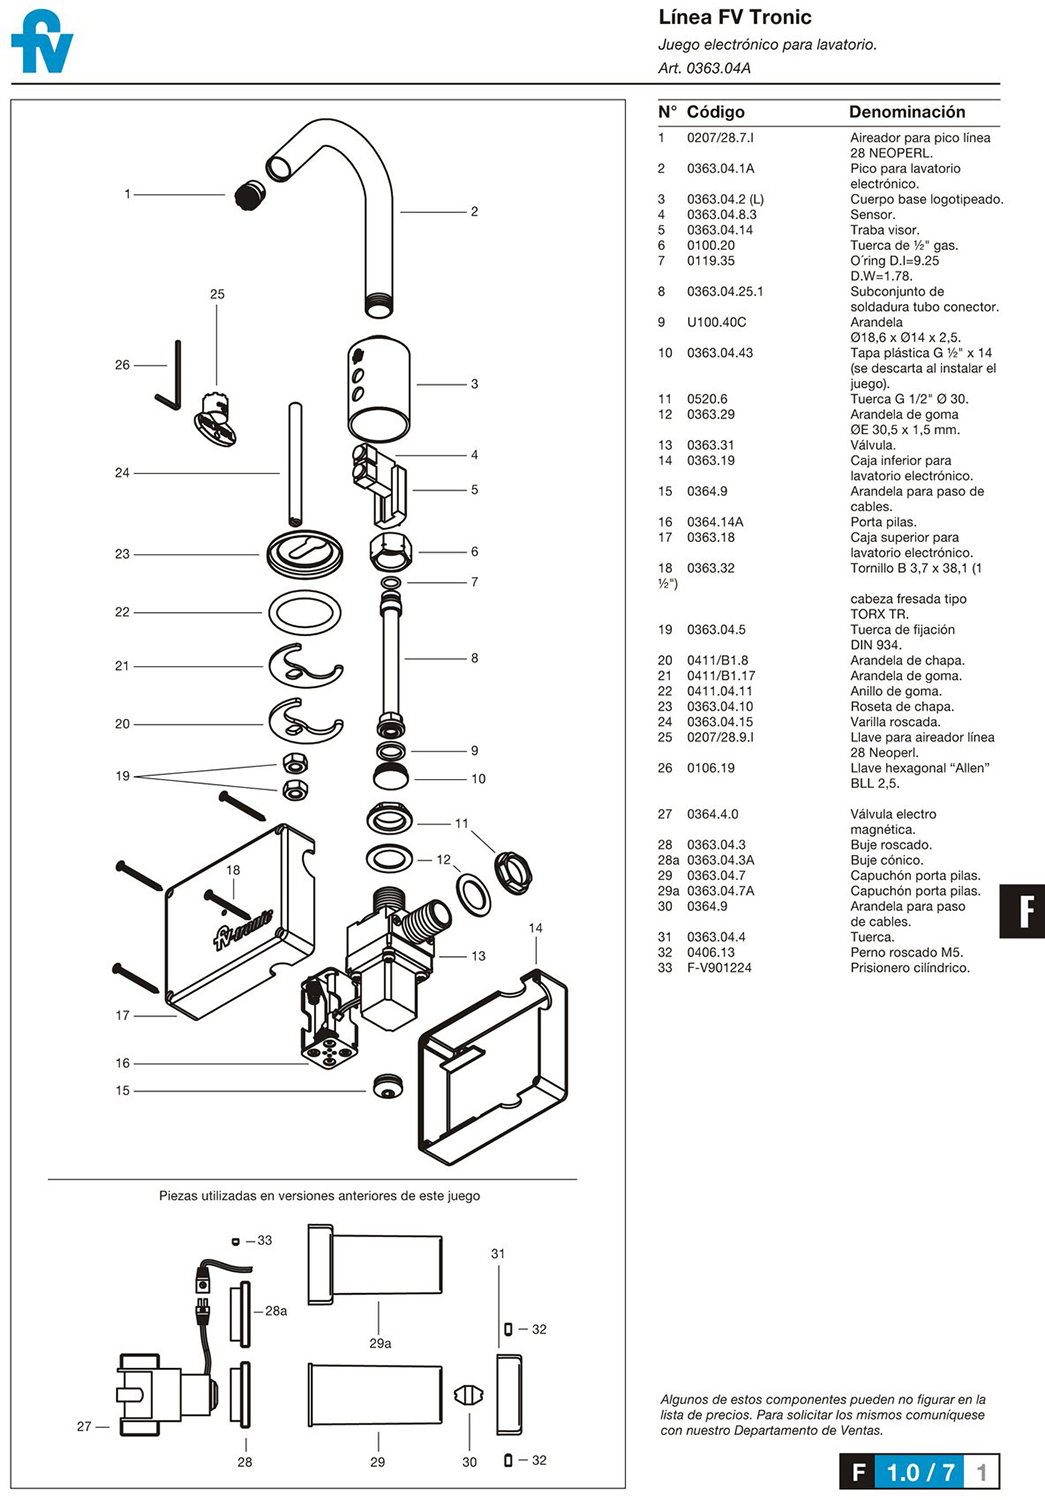 fv
Línea FV Tronic
Juego electrónico para lavatorio.
Art. 0363.04A
N° Código Denominación
1 0207/28.7.I Aireador para pico línea
28 NEOPERL.
2 0363.04.1A Pico para lavatorio
electrónico.
3 0363.04.2 (L) Cuerpo base logotipeado.
4 0363.04.8.3 Sensor.
5 0363.04.14 Traba visor.
6 0100.20 Tuerca de ½" gas.
7 0119.35 O´ring D.I=9.25
D.W=1.78.
8 0363.04.25.1 Subconjunto de
soldadura tubo conector.
9 U100.40C Arandela
Ø18,6 x Ø14 x 2,5.
10 0363.04.43 Tapa plástica G ½" x 14
(se descarta al instalar el
juego).
11 0520.6 Tuerca G 1/2" Ø 30.
12 0363.29 Arandela de goma
ØE 30,5 x 1,5 mm.
13 0363.31 Válvula.
14 0363.19 Caja inferior para
lavatorio electrónico.
15 0364.9 Arandela para paso de
cables.
16 0364.14A Porta pilas.
17 0363.18 Caja superior para
lavatorio electrónico.
18 0363.32 Tornillo B 3,7 x 38,1 (1
½")
cabeza fresada tipo
TORX TR.
19 0363.04.5 Tuerca de fijación
DIN 934.
20 0411/B1.8 Arandela de chapa.
21 0411/B1.17 Arandela de goma.
22 0411.04.11 Anillo de goma.
23 0363.04.10 Roseta de chapa.
24 0363.04.15 Varilla roscada.
25 0207/28.9.I Llave para aireador línea
28 Neoperl.
26 0106.19 Llave hexagonal “Allen”
BLL 2,5.
27 0364.4.0 Válvula electro
magnética.
28 0363.04.3 Buje roscado.
28a 0363.04.3A Buje cónico.
29 0363.04.7 Capuchón porta pilas.
29a 0363.04.7A Capuchón porta pilas.
30 0364.9 Arandela para paso
de cables.
31 0363.04.4 Tuerca.
32 0406.13 Perno roscado M5.
33 F-V901224 Prisionero cilíndrico.
1
2
25
26
3
4
24
5
23
6
7
22
8
21
20
9
19
10
11
12
18
fv-tronic
14
13
17
16
15
F
Piezas utilizadas en versiones anteriores de este juego
33
31
28a
32
29a
27
28
29
30
32
Algunos de estos componentes pueden no figurar en la
lista de precios. Para solicitar los mismos comuníquese
con nuestro Departamento de Ventas.
F 1.0 / 7 1